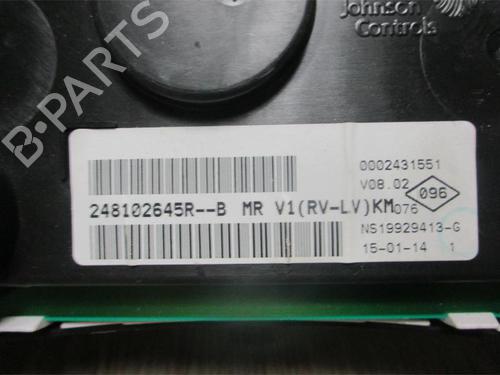 Johnson
Controls
B-PARTS
0002431551
V08.02
096
248102645R--B MR V1(RV-LV)KM
076
NS19929413-G
15-01-14 1